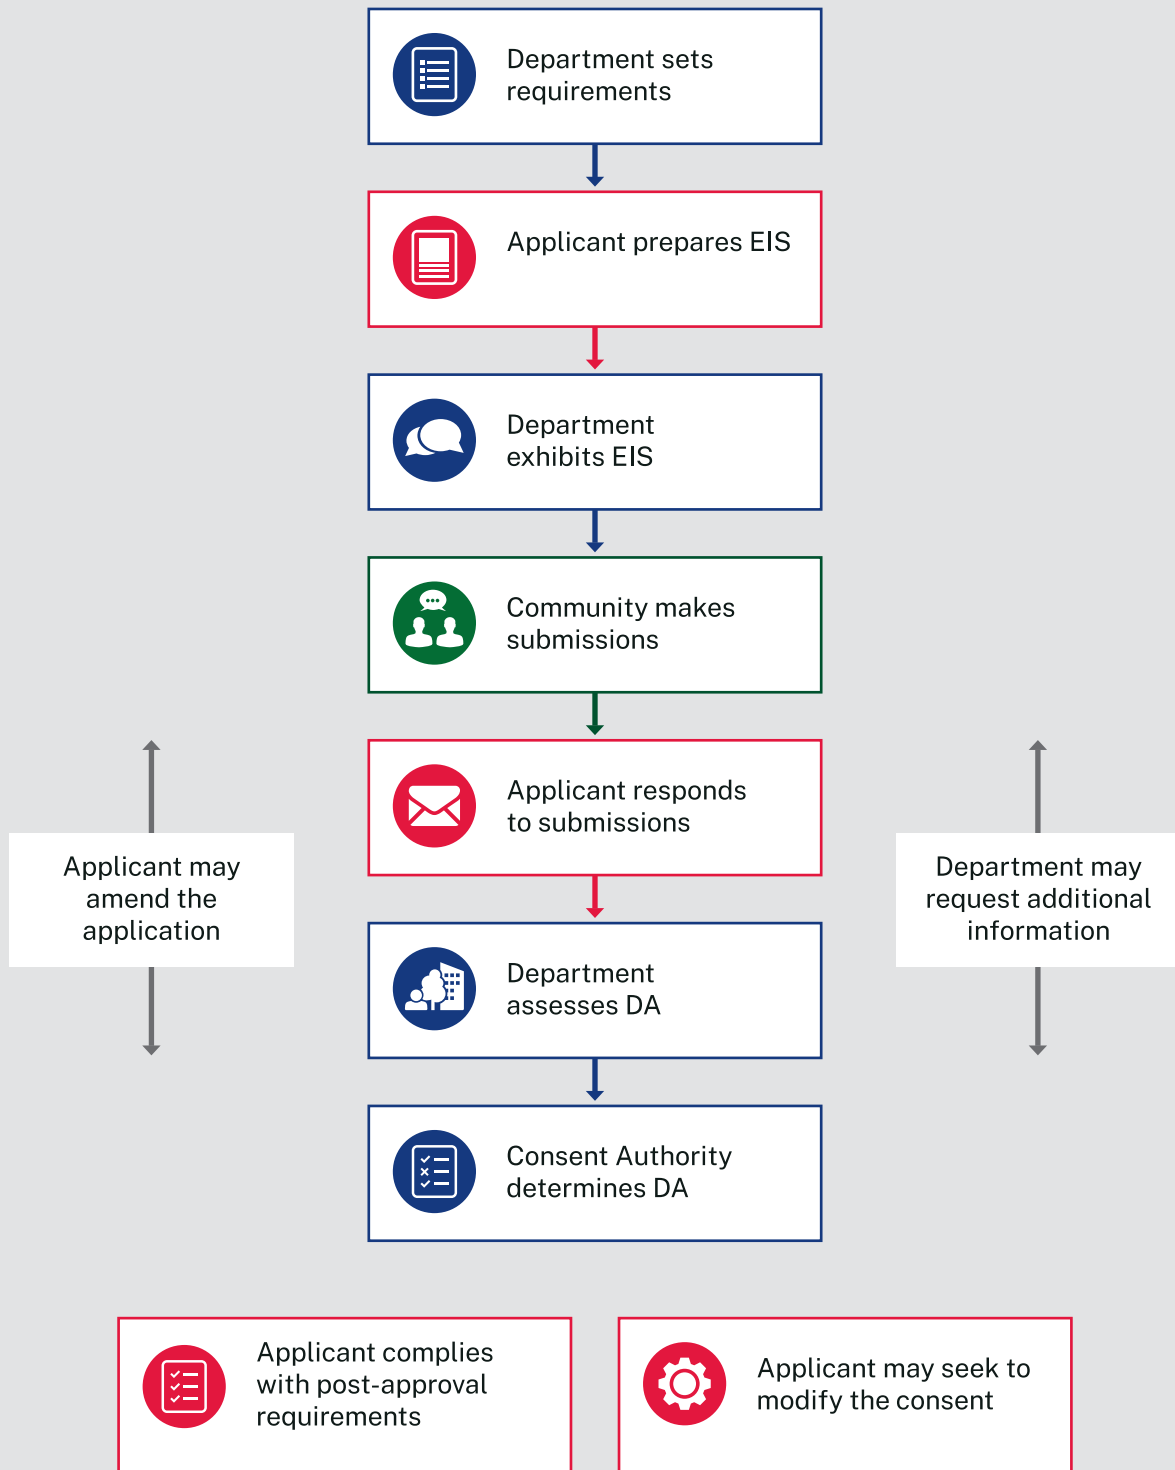 Department sets
requirements
Applicant prepares EIS
Department
exhibits EIS
Community makes
submissions
Applicant responds
to submissions
Applicant may
amend the
application
Department may
request additional
information
Department
assesses DA
Consent Authority
determines DA
Applicant complies
with post-approval
requirements
Applicant may seek to
modify the consent